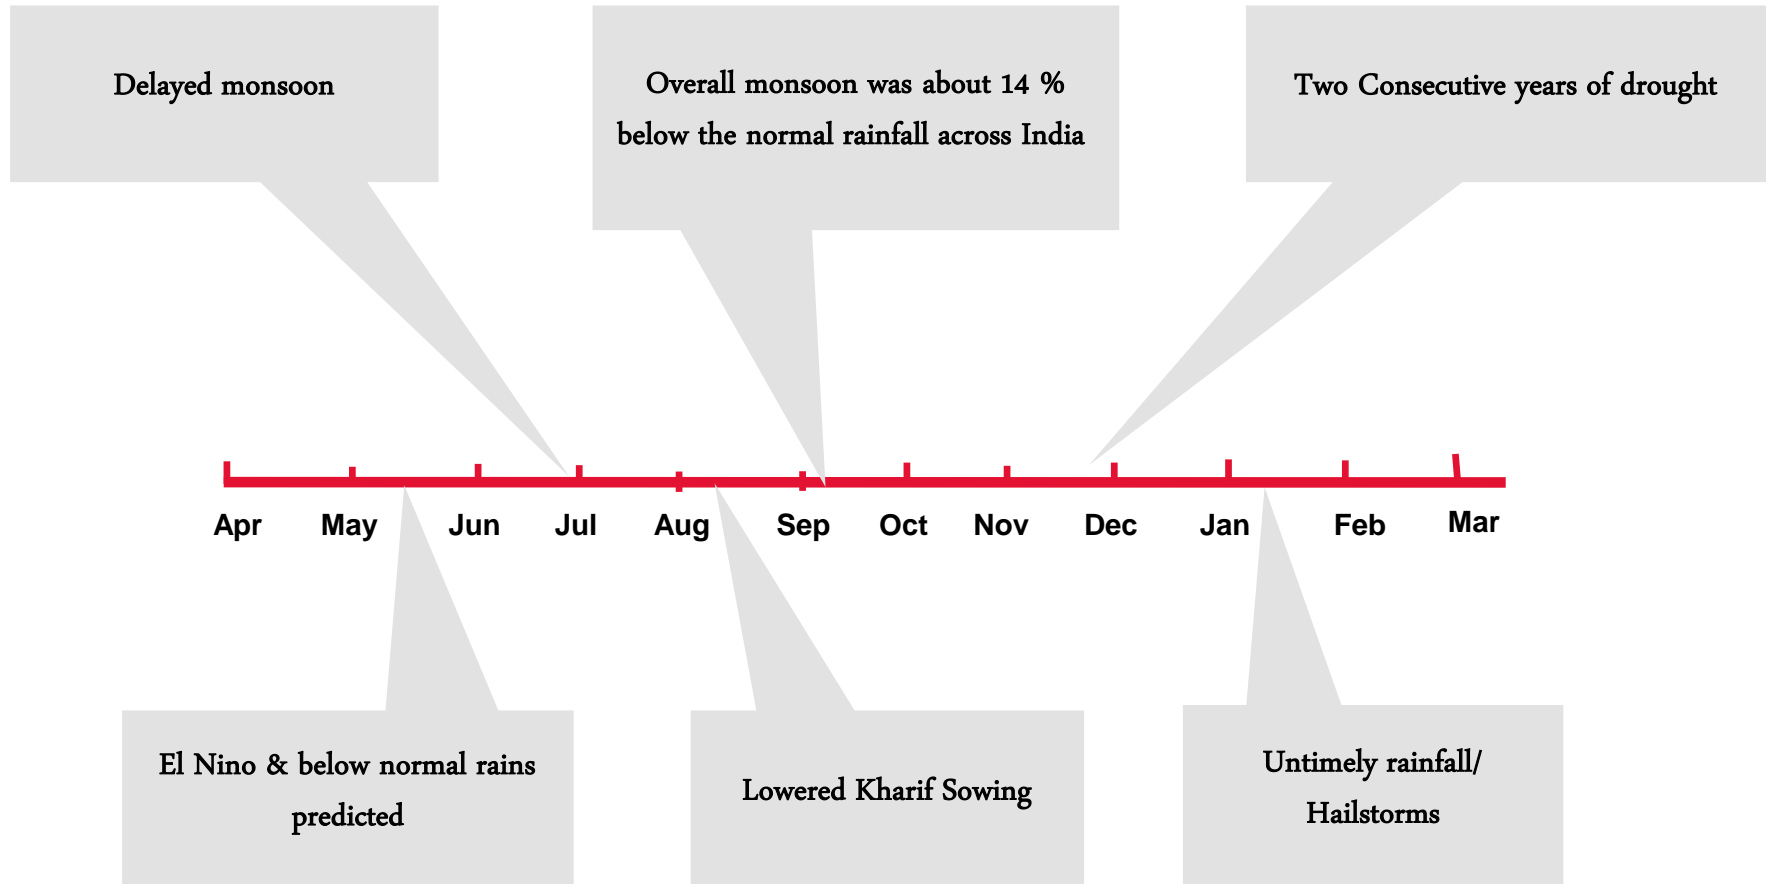 Delayed monsoon
Overall monsoon was about 14 %
below the normal rainfall across India
Two Consecutive years of drought
Apr May Jun Jul Aug Sep Oct Nov Dec Jan Feb Mar
El Nino & below normal rains
predicted
Lowered Kharif Sowing
Untimely rainfall/
Hailstorms